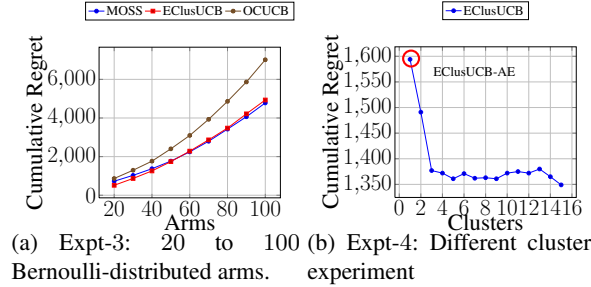 MOSS EClusUCB OCUCB
Cumulative Regret
6,000
4,000
2,000
0
20 40 60 80 100
Arms
(a) Expt-3: 20 to 100
Bernoulli-distributed arms.
EClusUCB
Cumulative Regret
1,600
EClusUCB-AE
1,550
1,500
1,450
1,400
1,350
0 2 4 6 8 10 12 14 16
Clusters
(b) Expt-4: Different cluster
experiment